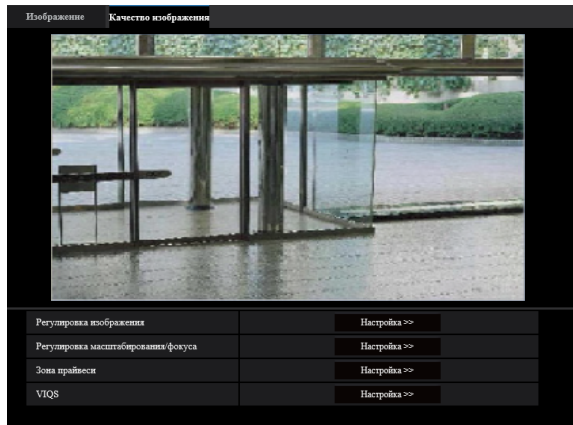 Изображение
Качество изображения
Регулировка изображения
Настройка >>
Регулировка масштабирования/фокуса
Настройка >>
Зона прайвеси
Настройка >>
VIQS
Настройка >>